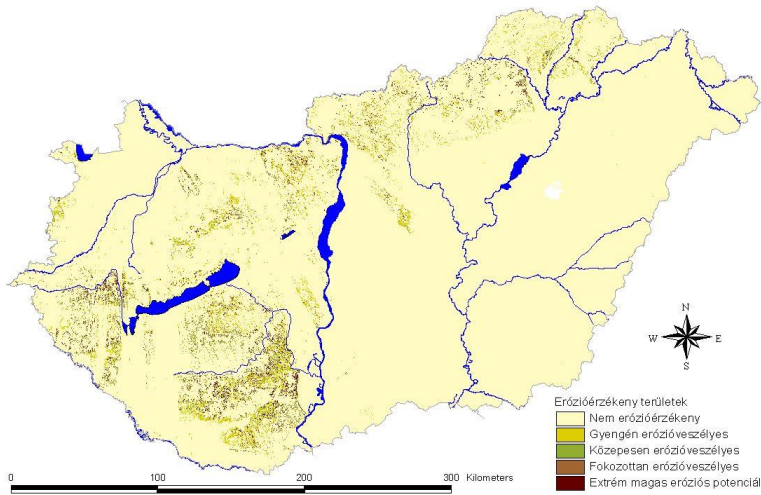 N
W E
S
Erózióérzékeny területek
Nem erózióérzékeny
Gyengén erózióveszélyes
Közepesen erózióveszélyes
Fokozottan erózióveszélyes
Extrém magas eróziós potenciál
0 100 200 300 Kilometers